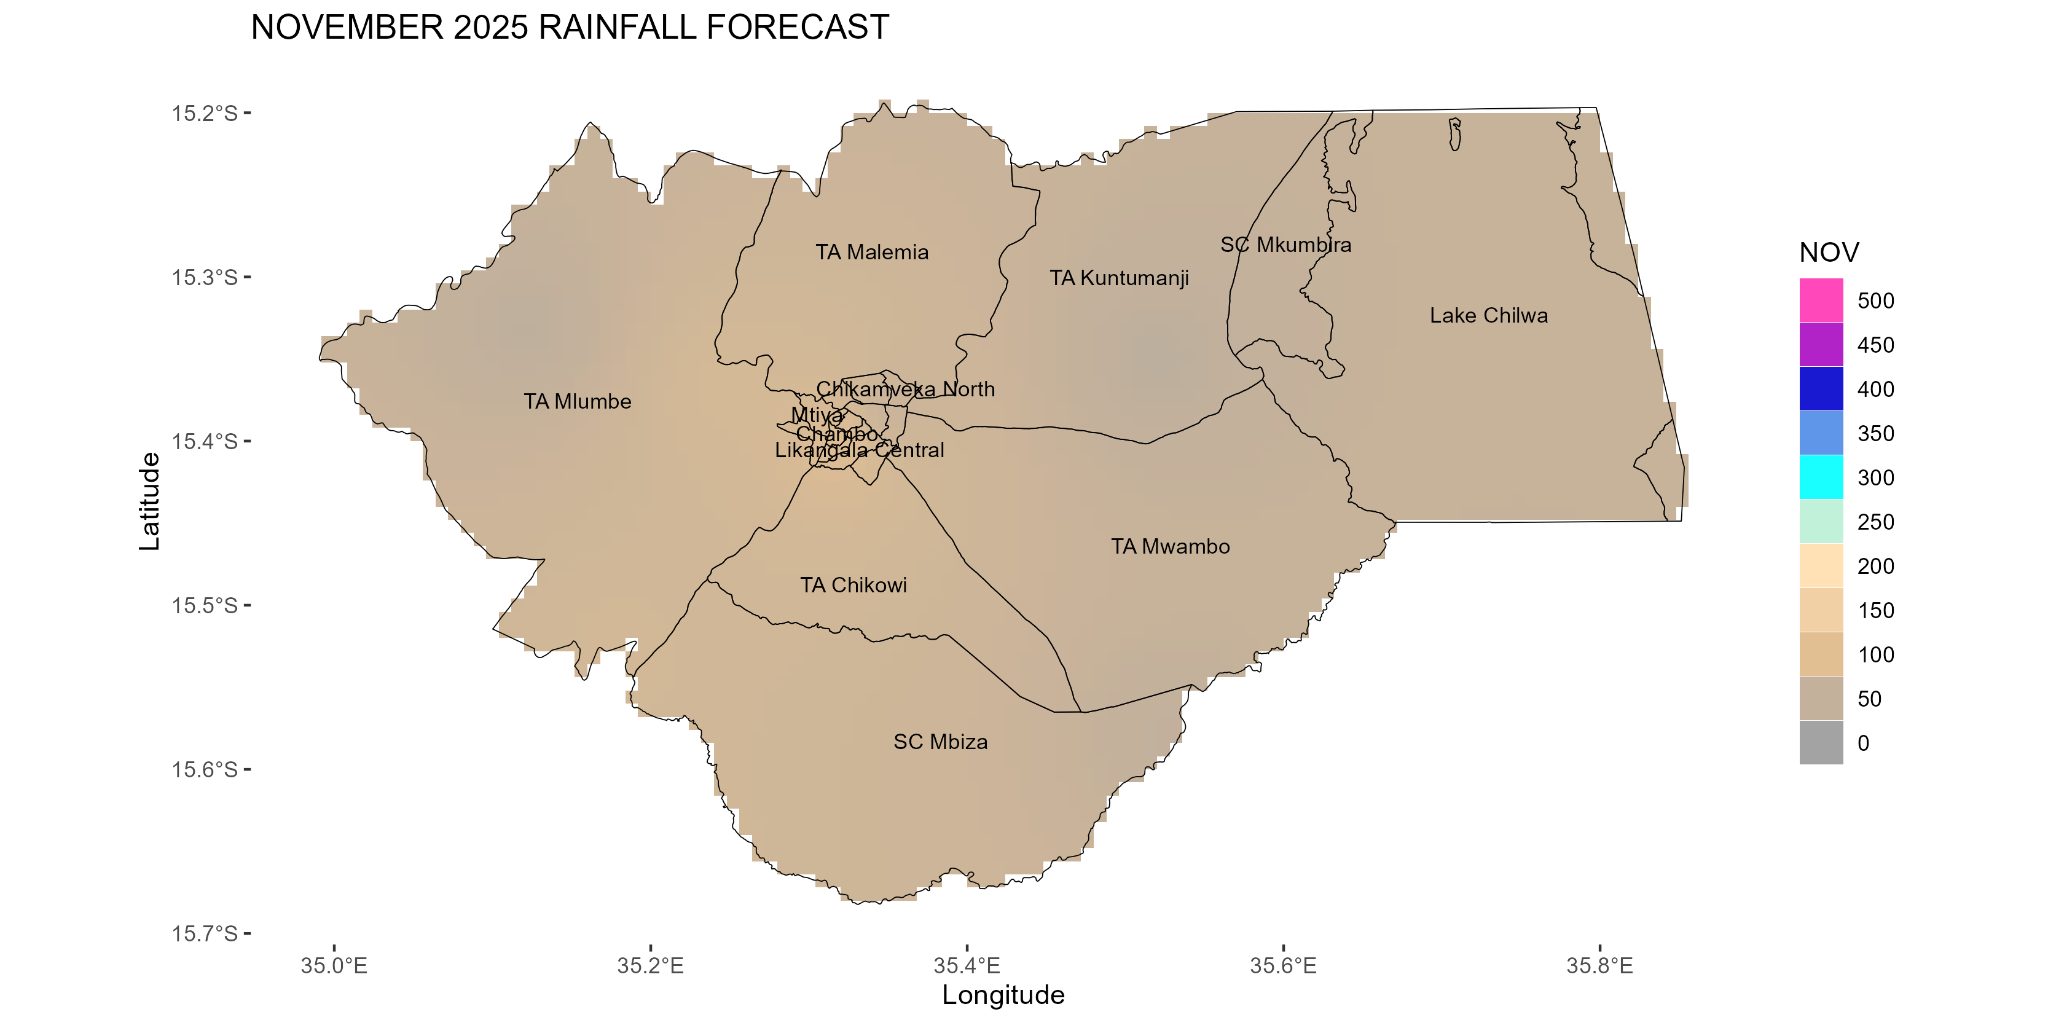 NOVEMBER 2025 RAINFALL FORECAST
15.2°S
15.3°S
15.4°S
15.5°S
15.6°S
15.7°S
Latitude
TA Malemia
SC Mkumbira
TA Kuntumanji
Lake Chilwa
Chikamveka North
TA Mlumbe
Mtiya
Chambo
Likangala Central
TA Mwambo
TA Chikowi
SC Mbiza
35.0°E
35.2°E
35.4°E
35.6°E
35.8°E
Longitude
NOV
500
450
400
350
300
250
200
150
100
50
0